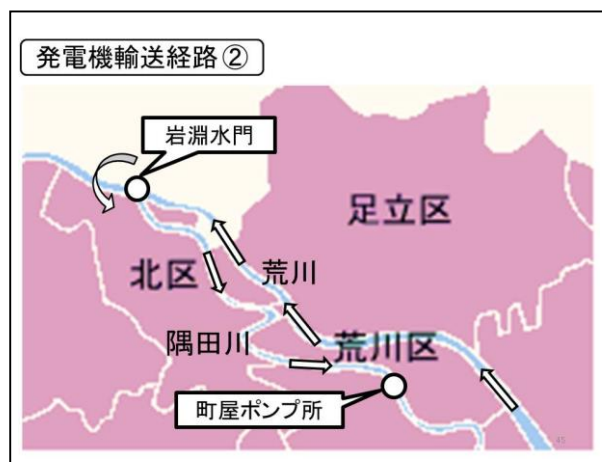 発電機輸送経路②
岩淵水門
足立区
北区
荒川
隅田川
荒川区
町屋ポンプ所
45